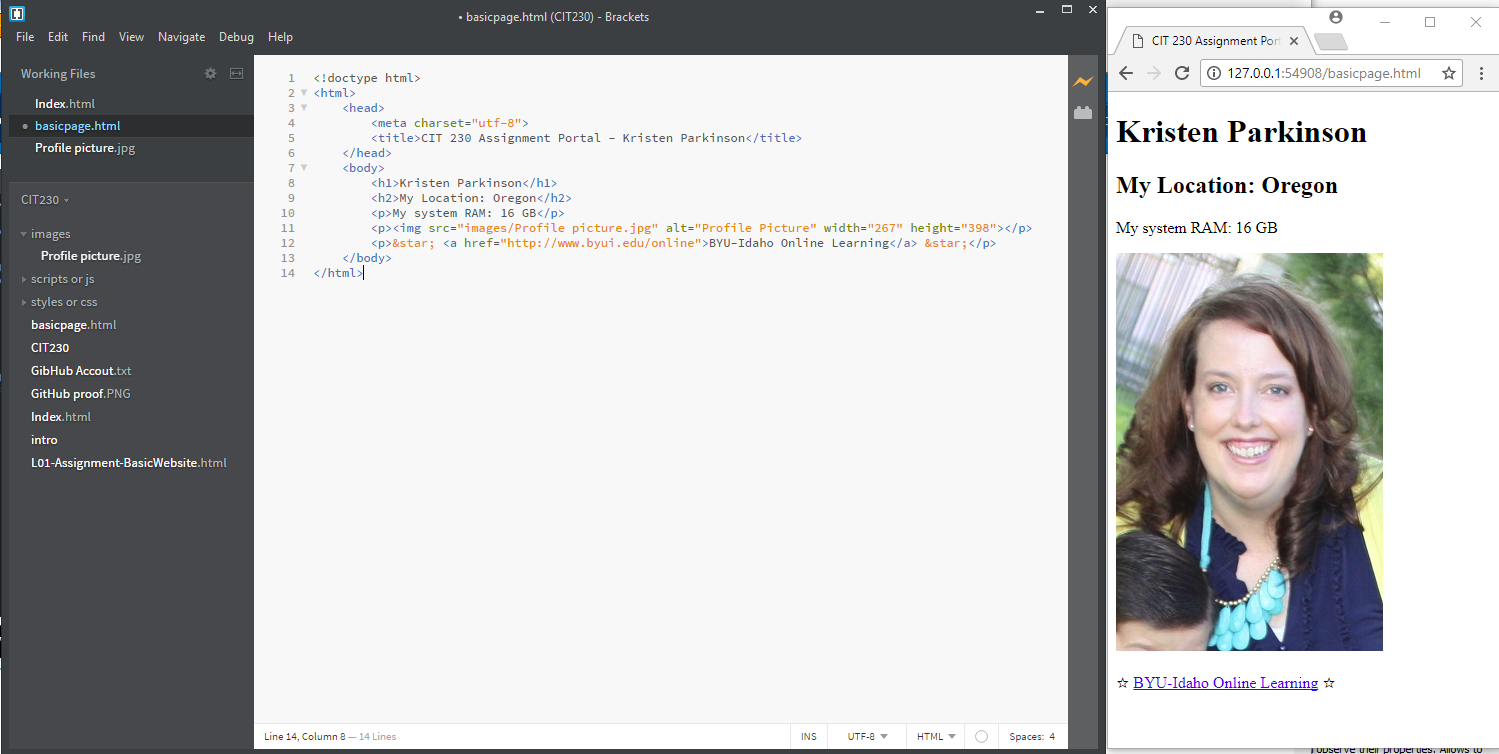 • basicpage.html (CIT230) - Brackets
File Edit Find View Navigate Debug Help
Working Files
Index.html
basicpage.html
Profile picture.jpg
CIT230
images
Profile picture.jpg
scripts or js
styles or css
basicpage.html
CIT230
GibHub Accout.txt
GitHub proof.PNG
Index.html
intro
L01-Assignment-BasicWebsite.html
1 <!doctype html>
2 <html>
3 <head>
4 <meta charset="utf-8">
5 <title>CIT 230 Assignment Portal - Kristen Parkinson</title>
6 </head>
7 <body>
8 <h1>Kristen Parkinson</h1>
9 <h2>My Location: Oregon</h2>
10 <p>My system RAM: 16 GB</p>
11 <p><img src="images/Profile picture.jpg" alt="Profile Picture" width="267" height="398"></p>
12 <p>&star; <a href="http://www.byui.edu/online">BYU-Idaho Online Learning</a> &star;</p>
13 </body>
14 </html>
Line 14, Column 8 — 14 Lines
INS UTF-8 HTML Spaces: 4
CIT 230 Assignment Port
127.0.0.1:54908/basicpage.html
Kristen Parkinson
My Location: Oregon
My system RAM: 16 GB
☆ BYU-Idaho Online Learning ☆
observe their properties. Allows to